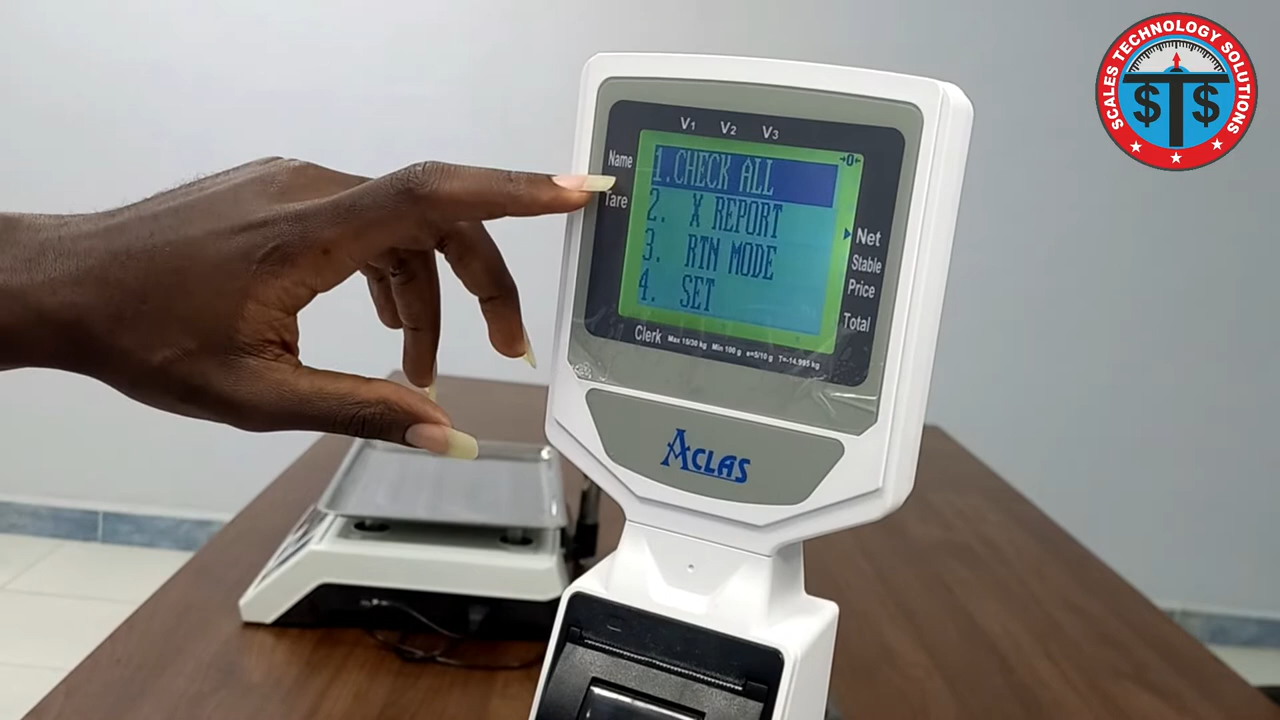 SCALES TECHNOLOGY SOLUTIONS
$ T $
V1 V2 V3
Name
Tare
→0←
1.CHECK ALL
2. X REPORT
3. RTN MODE
4. SET
Net
Stable
Price
Total
Clerk Max 15/30 kg Min 100 g e=5/10 g T=-14.995 kg
ACLAS